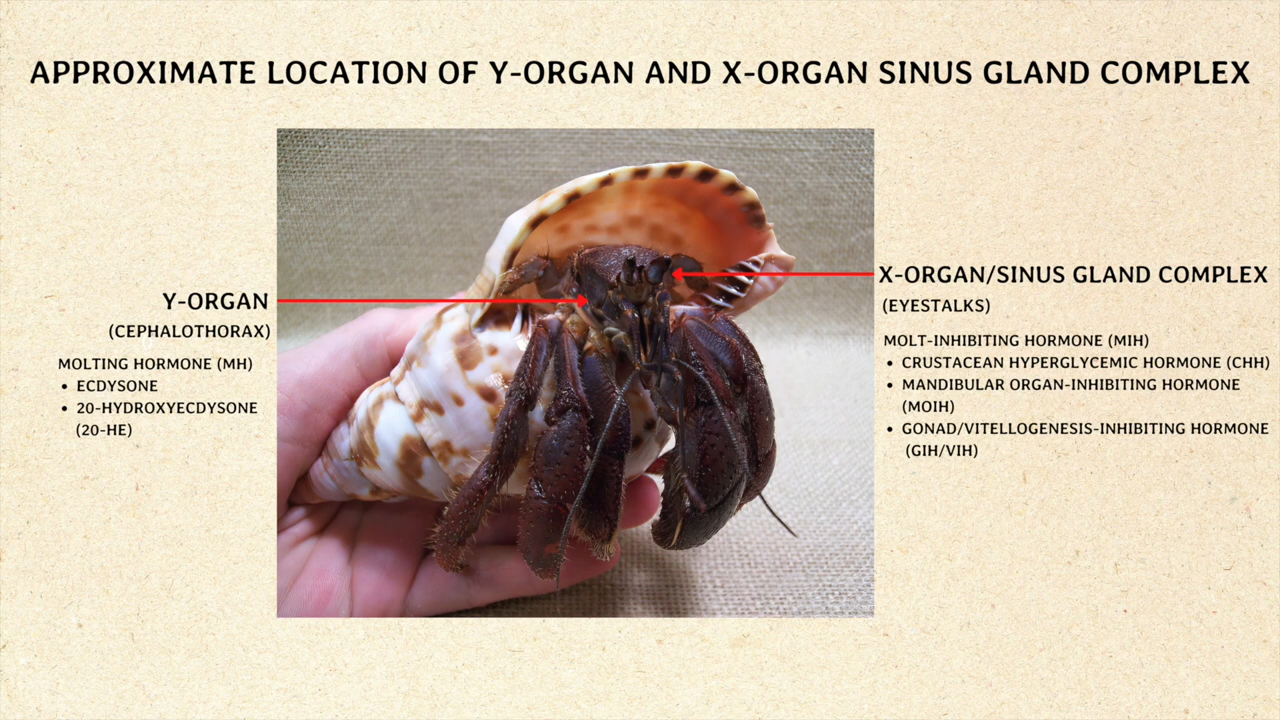 APPROXIMATE LOCATION OF Y-ORGAN AND X-ORGAN SINUS GLAND COMPLEX
Y-ORGAN
(CEPHALOTHORAX)
MOLTING HORMONE (MH)
• ECDYSONE
• 20-HYDROXYECDYSONE
(20-HE)
X-ORGAN/SINUS GLAND COMPLEX
(EYESTALKS)
MOLT-INHIBITING HORMONE (MIH)
• CRUSTACEAN HYPERGLYCEMIC HORMONE (CHH)
• MANDIBULAR ORGAN-INHIBITING HORMONE
(MOIH)
• GONAD/VITELLOGENESIS-INHIBITING HORMONE
(GIH/VIH)